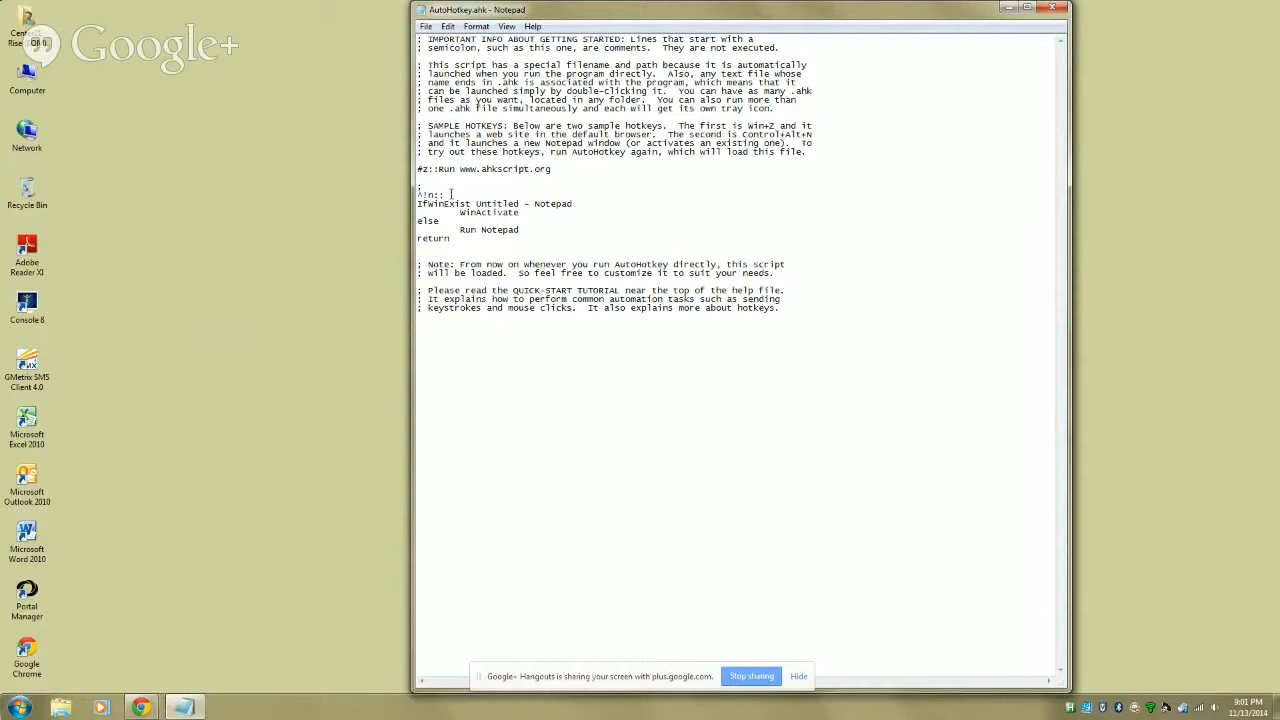 AutoHotkey.ahk - Notepad
File Edit Format View Help
; IMPORTANT INFO ABOUT GETTING STARTED: Lines that start with a
; semicolon, such as this one, are comments.  They are not executed.
; This script has a special filename and path because it is automatically
; launched when you run the program directly.  Also, any text file whose
; name ends in .ahk is associated with the program, which means that it
; can be launched simply by double-clicking it.  You can have as many .ahk
; files as you want, located in any folder.  You can also run more than
; one .ahk file simultaneously and each will get its own tray icon.
; SAMPLE HOTKEYS: Below are two sample hotkeys.  The first is Win+Z and it
; launches a web site in the default browser.  The second is Control+Alt+N
; and it launches a new Notepad window (or activates an existing one).  To
; try out these hotkeys, run AutoHotkey again, which will load this file.
#z::Run www.ahkscript.org
;
^!n::
IfWinExist Untitled - Notepad
WinActivate
else
Run Notepad
return
; Note: From now on whenever you run AutoHotkey directly, this script
; will be loaded.  So feel free to customize it to suit your needs.
; Please read the QUICK-START TUTORIAL near the top of the help file.
; It explains how to perform common automation tasks such as sending
; keystrokes and mouse clicks.  It also explains more about hotkeys.
Google+
Computer
Network
Recycle Bin
Adobe
Reader XI
Console 8
GMetrix SMS
Client 4.0
Microsoft
Excel 2010
Microsoft
Outlook 2010
Microsoft
Word 2010
Portal
Manager
Google
Chrome
Google+ Hangouts is sharing your screen with plus.google.com.
Stop sharing
Hide
9:01 PM
11/13/2014